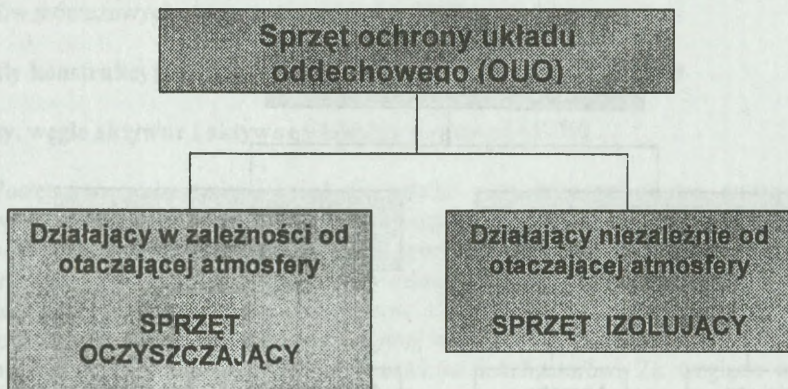 Sprzęt ochrony układu
oddechowego (OUO)
Działający w zależności od
otaczającej atmosfery
SPRZĘT
OCZYSZCZAJĄCY
Działający niezależnie od
otaczającej atmosfery
SPRZĘT IZOLUJĄCY